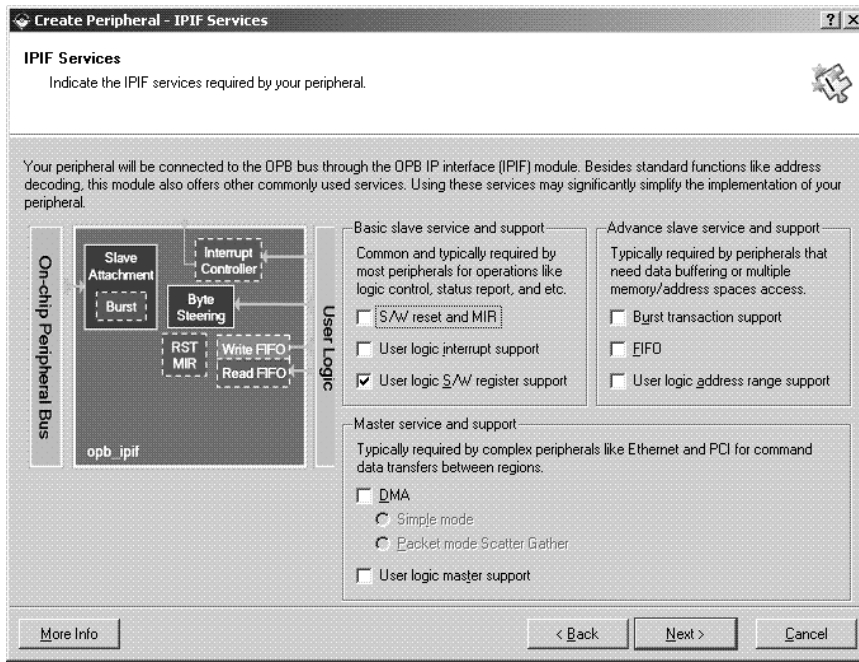 Create Peripheral - IPIF Services
IPIF Services
Indicate the IPIF services required by your peripheral.
Your peripheral will be connected to the OPB bus through the OPB IP interface (IPIF) module. Besides standard functions like address
decoding, this module also offers other commonly used services. Using these services may significantly simplify the implementation of your
peripheral.
On-chip Peripheral Bus
Slave
Attachment
Burst
Interrupt
Controller
Byte
Steering
RST
MIR
Write FIFO
Read FIFO
opb_ipif
User Logic
Basic slave service and support
Common and typically required by
most peripherals for operations like
logic control, status report, and etc.
S/W reset and MIR
User logic interrupt support
User logic S/W register support
Advance slave service and support
Typically required by peripherals that
need data buffering or multiple
memory/address spaces access.
Burst transaction support
FIFO
User logic address range support
Master service and support
Typically required by complex peripherals like Ethernet and PCI for command
data transfers between regions.
DMA
Simple mode
Packet mode Scatter Gather
User logic master support
More Info
< Back
Next >
Cancel